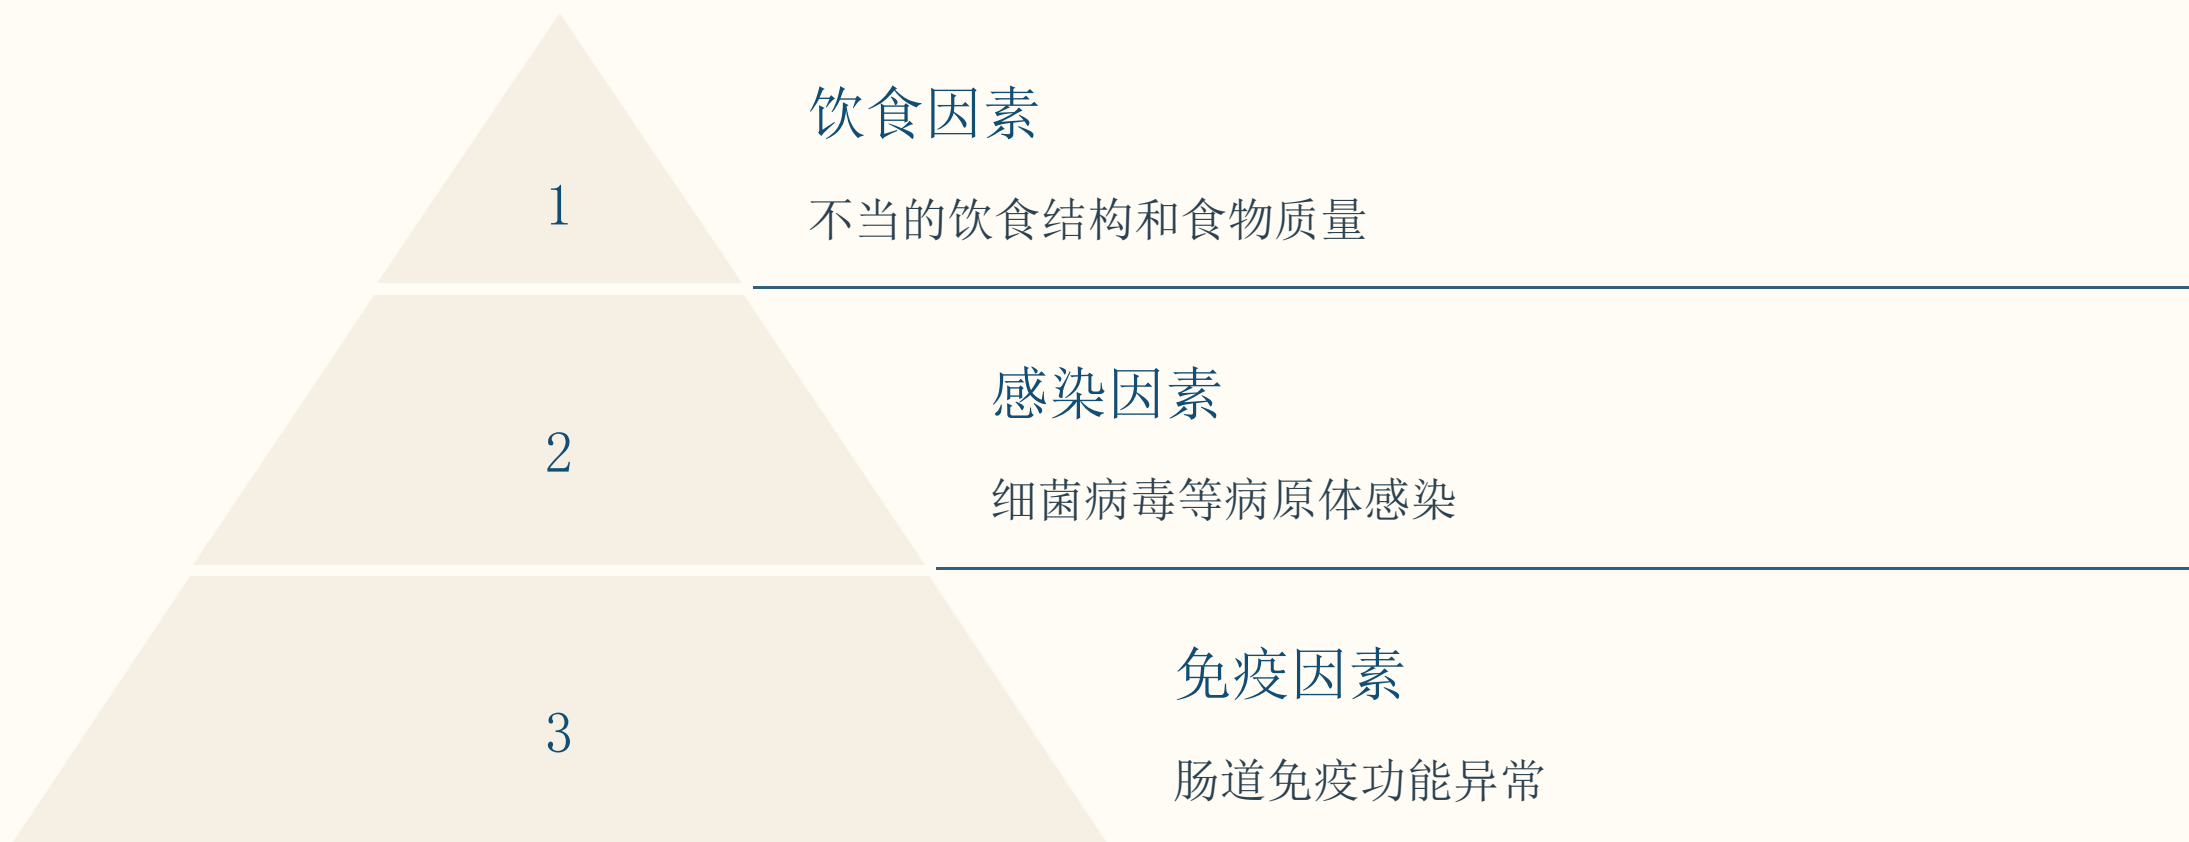 1
饮食因素
不当的饮食结构和食物质量
2
感染因素
细菌病毒等病原体感染
3
免疫因素
肠道免疫功能异常